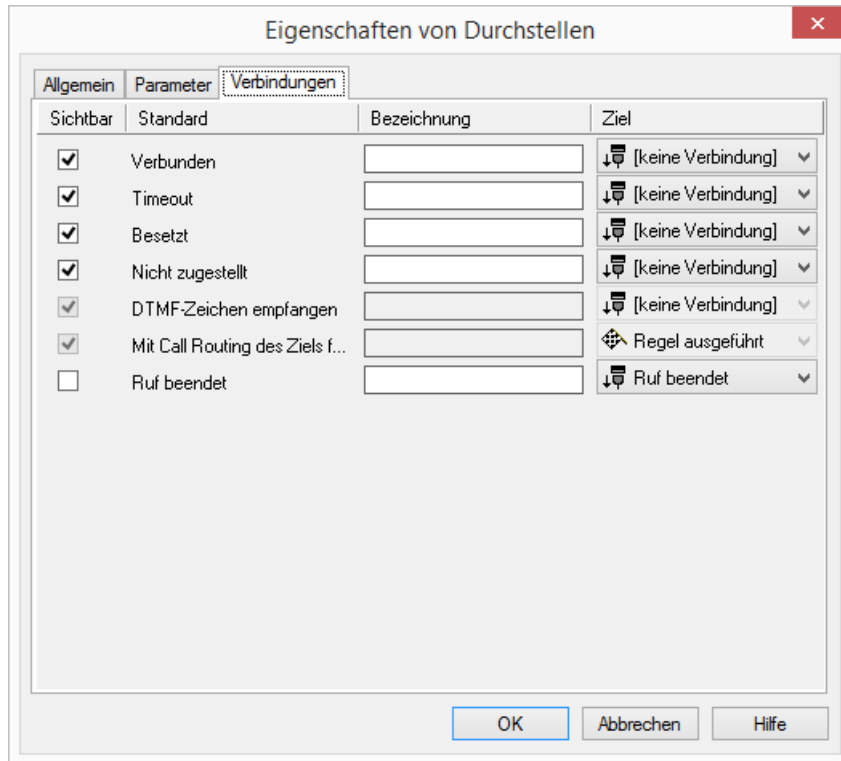 Eigenschaften von Durchstellen
Allgemein Parameter Verbindungen
Sichtbar Standard Bezeichnung Ziel
Verbunden [keine Verbindung]
Timeout [keine Verbindung]
Besetzt [keine Verbindung]
Nicht zugestellt [keine Verbindung]
DTMF-Zeichen empfangen [keine Verbindung]
Mit Call Routing des Ziels f... Regel ausgeführt
Ruf beendet Ruf beendet
OK Abbrechen Hilfe